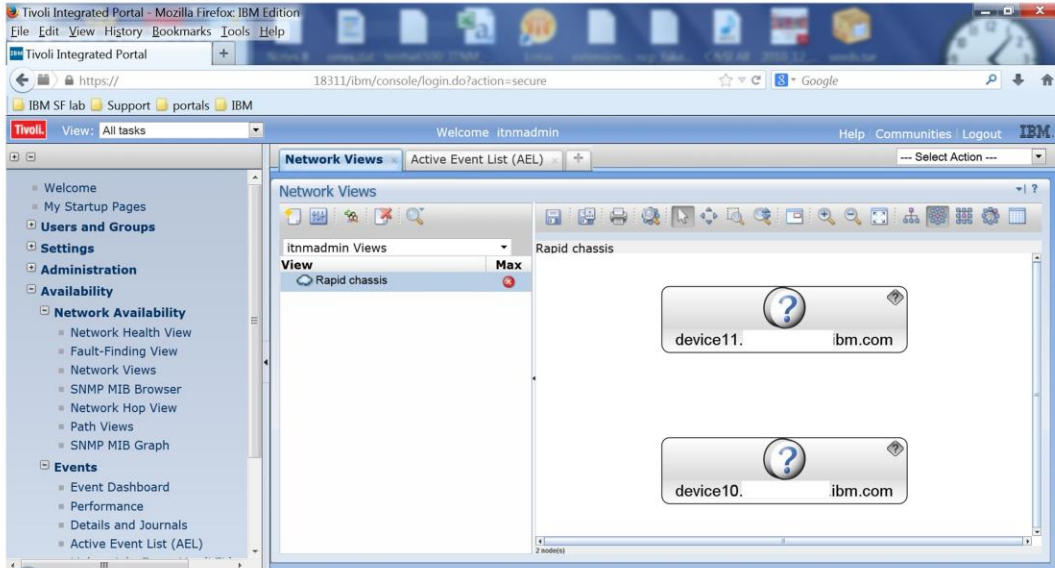 Tivoli Integrated Portal - Mozilla Firefox: IBM Edition
File Edit View History Bookmarks Tools Help
IBM Tivoli Integrated Portal +
https:// 18311/ibm/console/login.do?action=secure Google
IBM SF lab Support portals IBM
Tivoli. View: All tasks Welcome itnmadmin Help Communities Logout IBM.
Network Views Active Event List (AEL) --- Select Action ---
Welcome
My Startup Pages
Users and Groups
Settings
Administration
Availability
Network Availability
Network Health View
Fault-Finding View
Network Views
SNMP MIB Browser
Network Hop View
Path Views
SNMP MIB Graph
Events
Event Dashboard
Performance
Details and Journals
Active Event List (AEL)
Network Views
itnmadmin Views
View Max
Rapid chassis
Rapid chassis
device11. ibm.com
device10. .ibm.com
2 node(s)